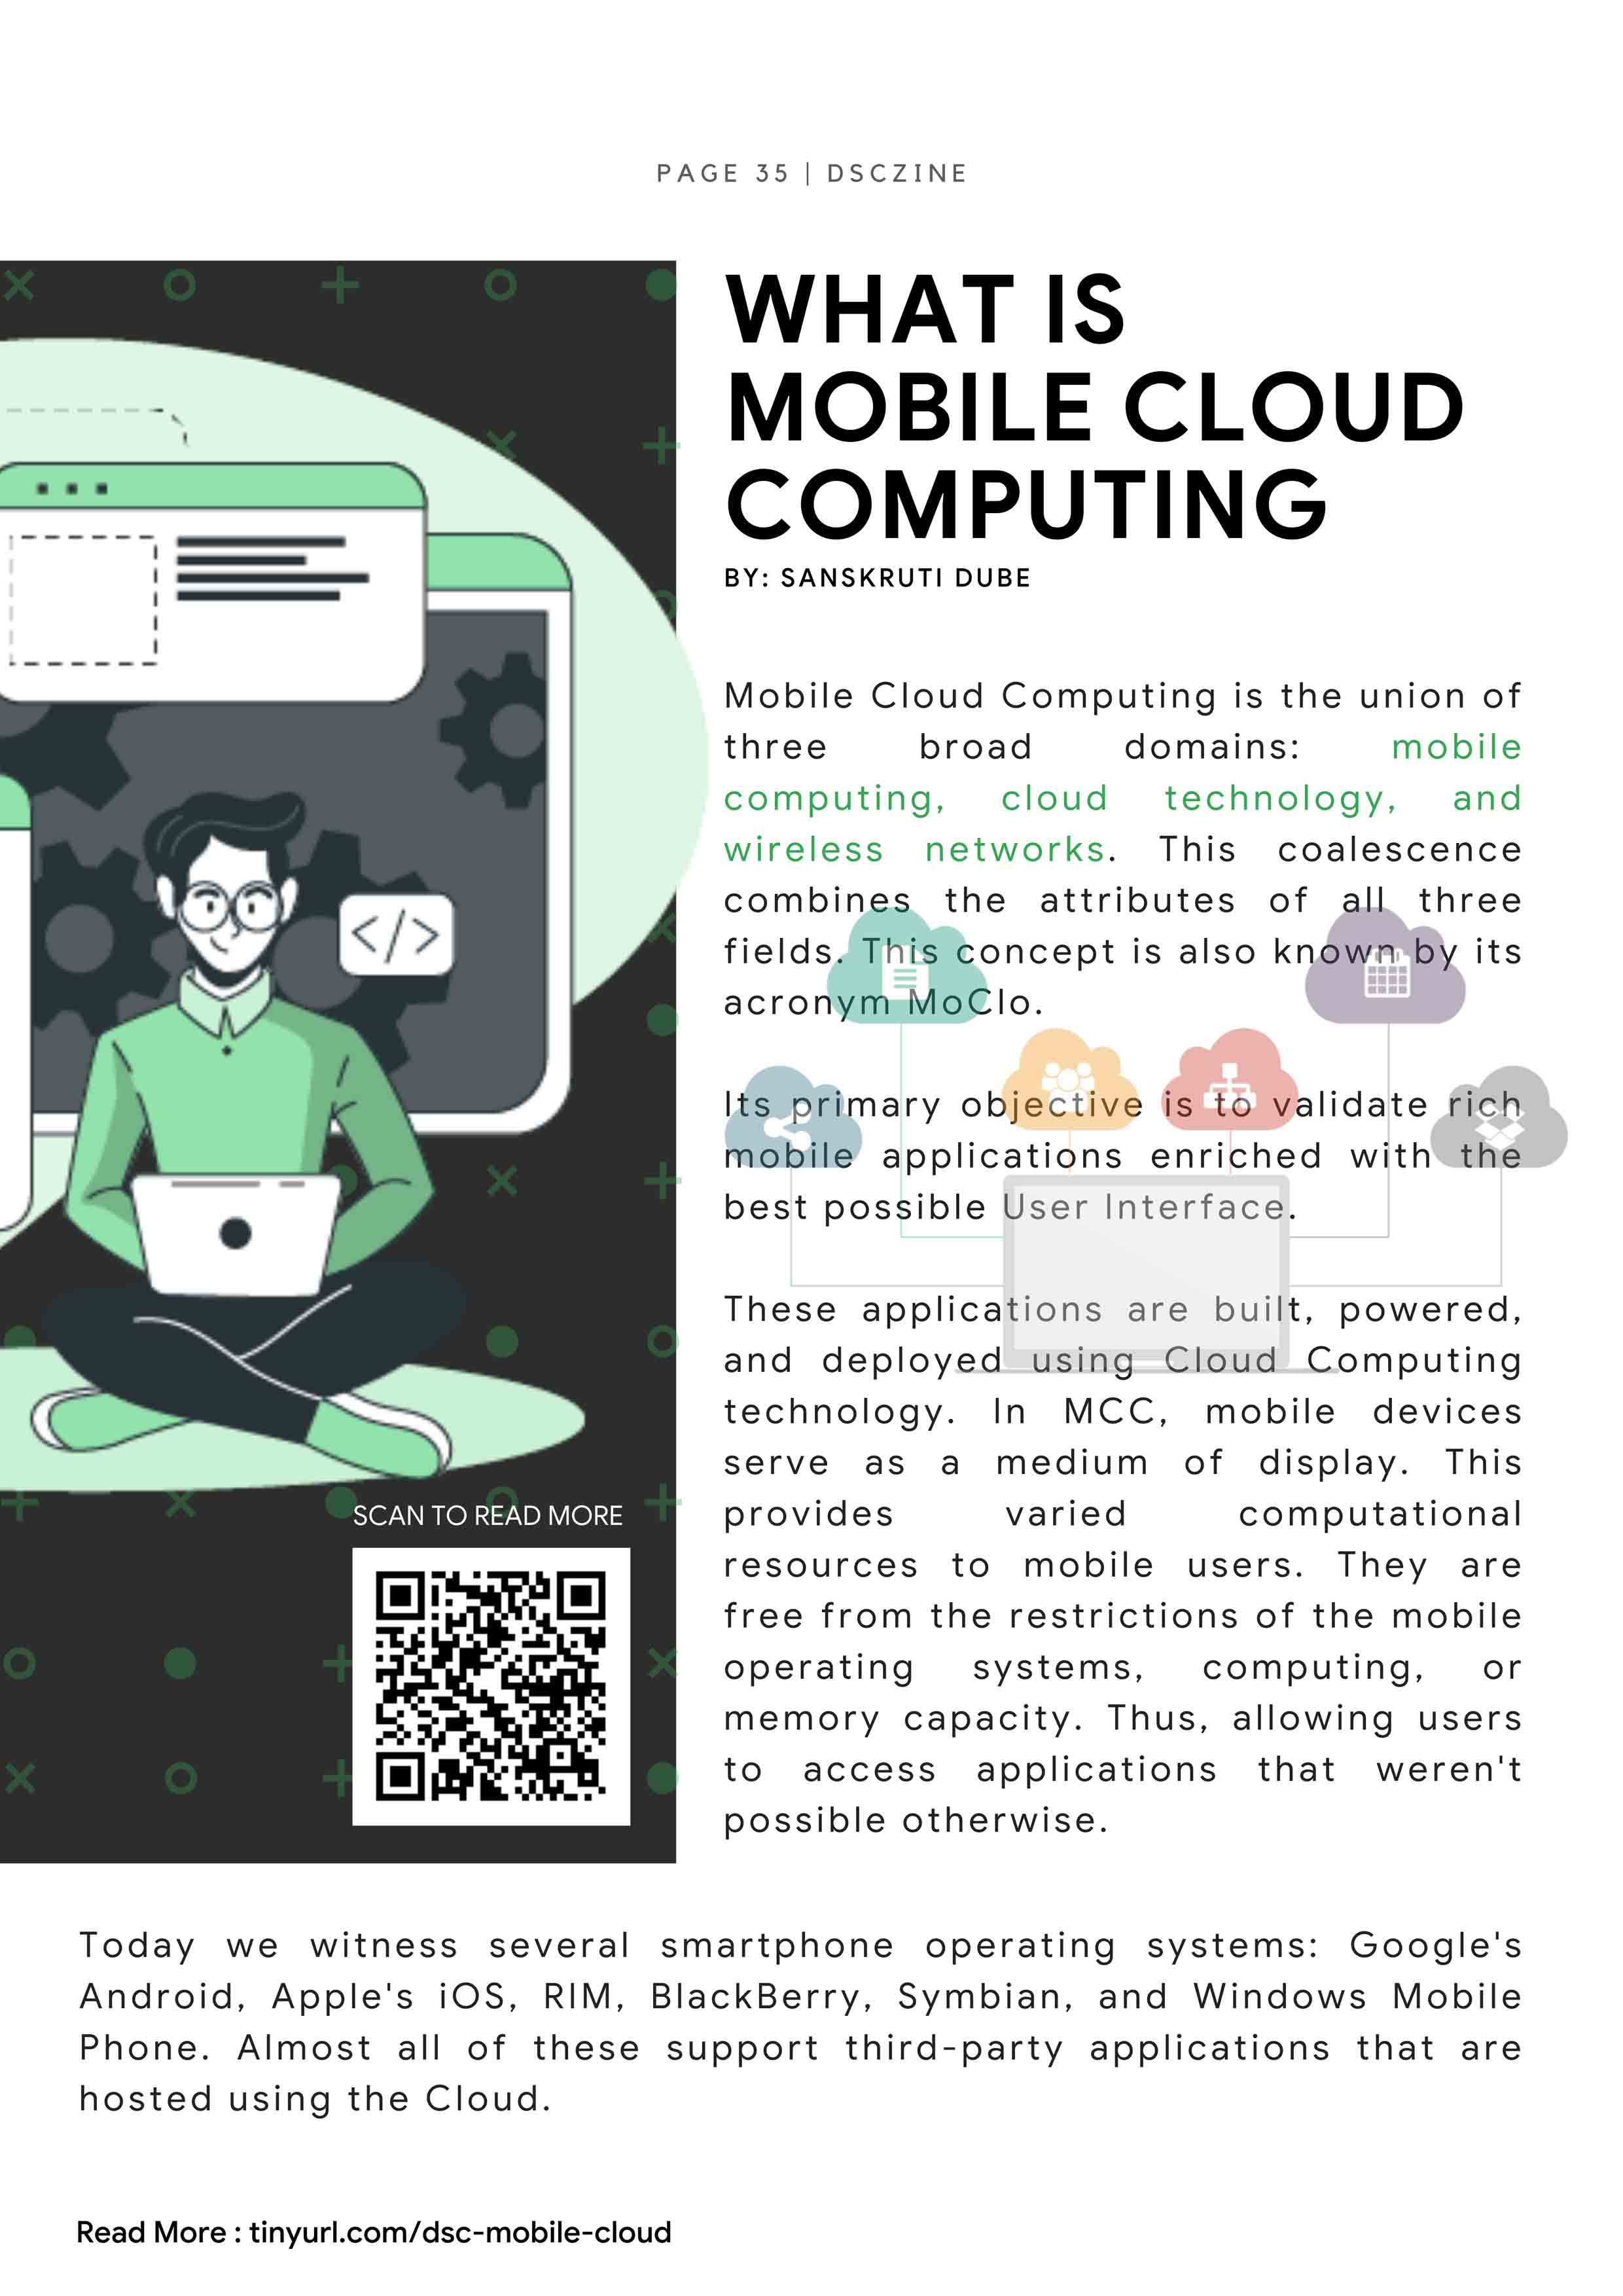 PAGE 35 | DSCZINE
WHAT IS
MOBILE CLOUD
COMPUTING
BY: SANSKRUTI DUBE
Mobile Cloud Computing is the union of
three broad domains: mobile
computing, cloud technology, and
wireless networks. This coalescence
combines the attributes of all three
fields. This concept is also known by its
acronym MoClo.
Its primary objective is to validate rich
mobile applications enriched with the
best possible User Interface.
These applications are built, powered,
and deployed using Cloud Computing
technology. In MCC, mobile devices
serve as a medium of display. This
provides varied computational
resources to mobile users. They are
free from the restrictions of the mobile
operating systems, computing, or
memory capacity. Thus, allowing users
to access applications that weren't
possible otherwise.
</>
SCAN TO READ MORE
Today we witness several smartphone operating systems: Google's
Android, Apple's iOS, RIM, BlackBerry, Symbian, and Windows Mobile
Phone. Almost all of these support third-party applications that are
hosted using the Cloud.
Read More : tinyurl.com/dsc-mobile-cloud